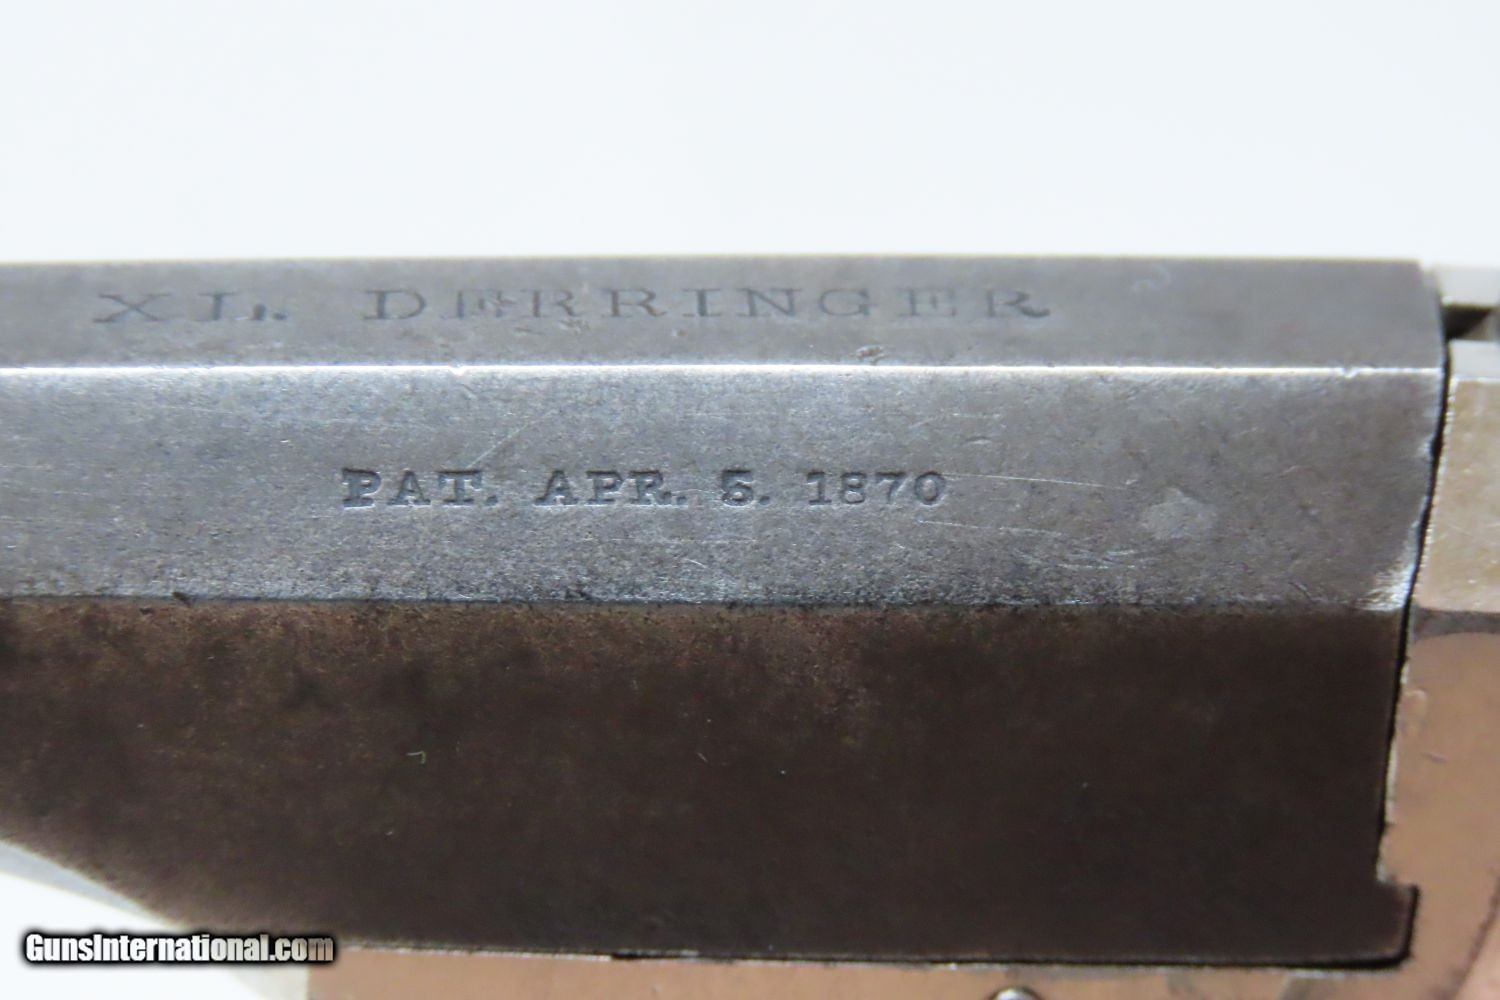 XL. DERRINGER
PAT. APR. 5. 1870
GunsInternational.com